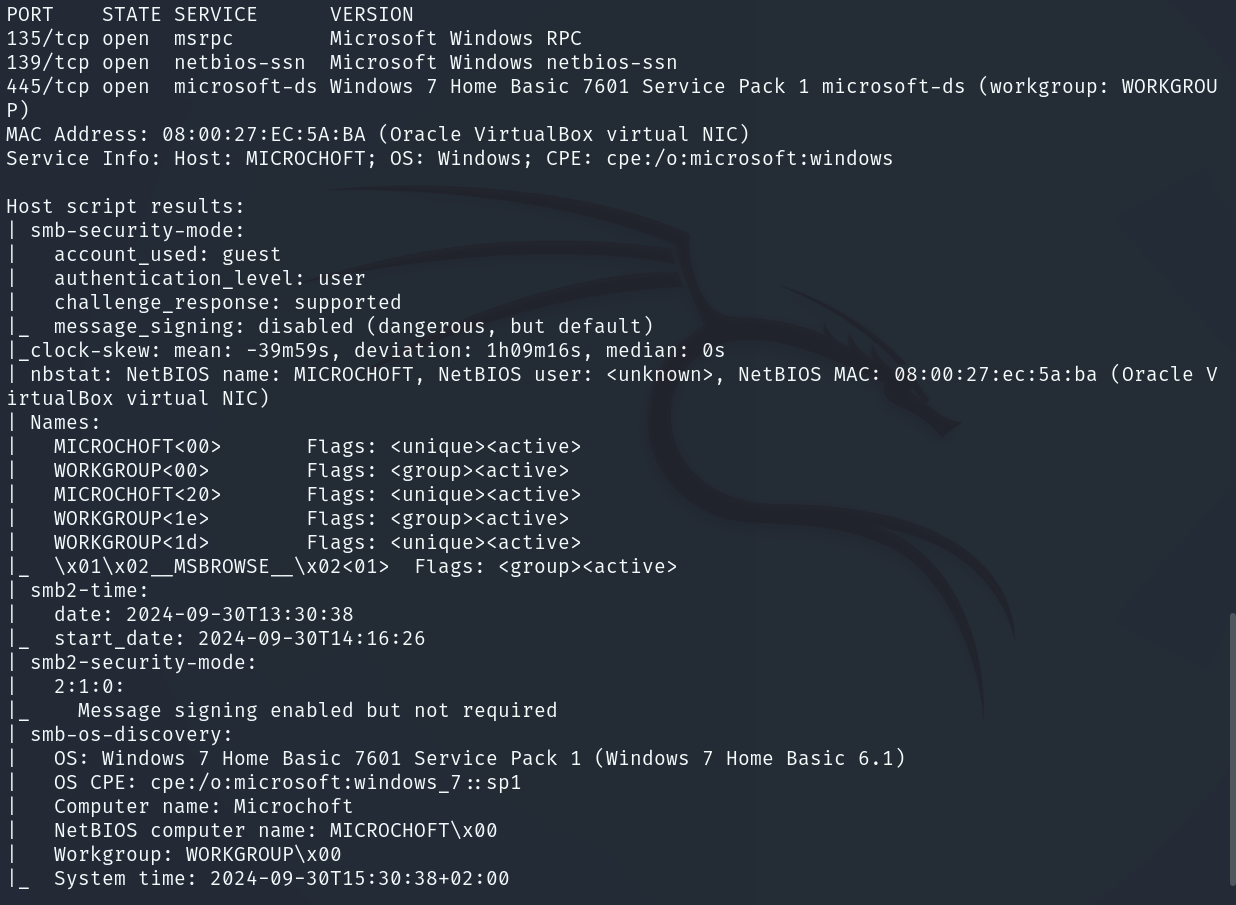 PORT    STATE SERVICE      VERSION
135/tcp open  msrpc        Microsoft Windows RPC
139/tcp open  netbios-ssn  Microsoft Windows netbios-ssn
445/tcp open  microsoft-ds Windows 7 Home Basic 7601 Service Pack 1 microsoft-ds (workgroup: WORKGROU
P)
MAC Address: 08:00:27:EC:5A:BA (Oracle VirtualBox virtual NIC)
Service Info: Host: MICROCHOFT; OS: Windows; CPE: cpe:/o:microsoft:windows

Host script results:
| smb-security-mode:
|   account_used: guest
|   authentication_level: user
|   challenge_response: supported
|_  message_signing: disabled (dangerous, but default)
|_clock-skew: mean: -39m59s, deviation: 1h09m16s, median: 0s
| nbstat: NetBIOS name: MICROCHOFT, NetBIOS user: <unknown>, NetBIOS MAC: 08:00:27:ec:5a:ba (Oracle V
irtualBox virtual NIC)
| Names:
|   MICROCHOFT<00>       Flags: <unique><active>
|   WORKGROUP<00>        Flags: <group><active>
|   MICROCHOFT<20>       Flags: <unique><active>
|   WORKGROUP<1e>        Flags: <group><active>
|   WORKGROUP<1d>        Flags: <unique><active>
|_  \x01\x02__MSBROWSE__\x02<01>  Flags: <group><active>
| smb2-time:
|   date: 2024-09-30T13:30:38
|_  start_date: 2024-09-30T14:16:26
| smb2-security-mode:
|   2:1:0:
|_    Message signing enabled but not required
| smb-os-discovery:
|   OS: Windows 7 Home Basic 7601 Service Pack 1 (Windows 7 Home Basic 6.1)
|   OS CPE: cpe:/o:microsoft:windows_7::sp1
|   Computer name: Microchoft
|   NetBIOS computer name: MICROCHOFT\x00
|   Workgroup: WORKGROUP\x00
|_  System time: 2024-09-30T15:30:38+02:00